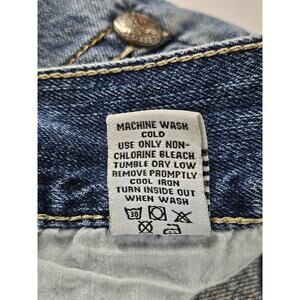 MACHINE WASH
COLD
USE ONLY NON-
CHLORINE BLEACH
TUMBLE DRY LOW
REMOVE PROMPTLY
COOL IRON
TURN INSIDE OUT
WHEN WASH
30